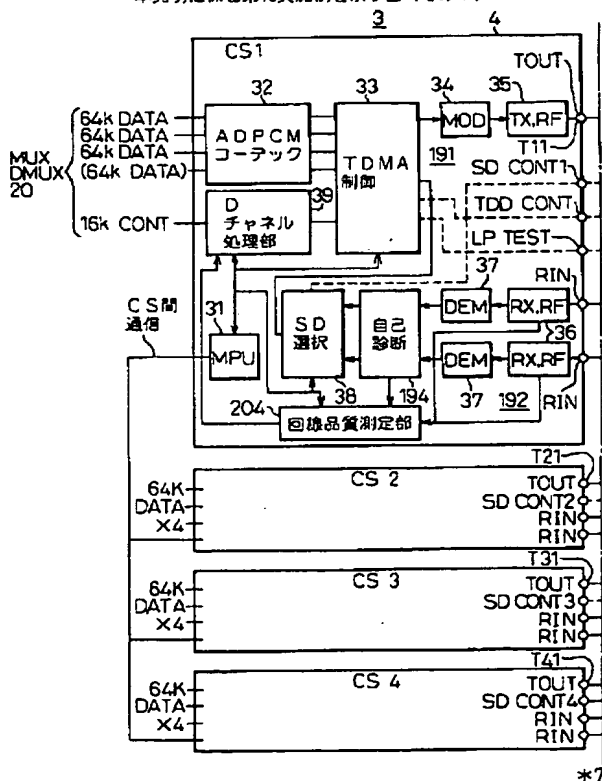 3
4
CS1
TOUT
32
33
34
35
64k DATA
64k DATA
64k DATA
(64k DATA)
ADPCM
コーデック
TDMA
制御
MOD
TX,RF
T11
191
SD CONT1
MUX
DMUX
20
39
TDD CONT
16k CONT
D
チャネル
処理部
LP TEST
37
RIN
CS間
通信
31
MPU
SD
選択
自己
診断
DEM
RX,RF
36
DEM
RX,RF
38
194
37
192
RIN
204
回線品質測定部
T21
CS 2
64K
DATA
×4
TOUT
SD CONT2
RIN
RIN
T31
CS 3
64K
DATA
×4
TOUT
SD CONT3
RIN
RIN
T41
CS 4
64K
DATA
×4
TOUT
SD CONT4
RIN
RIN